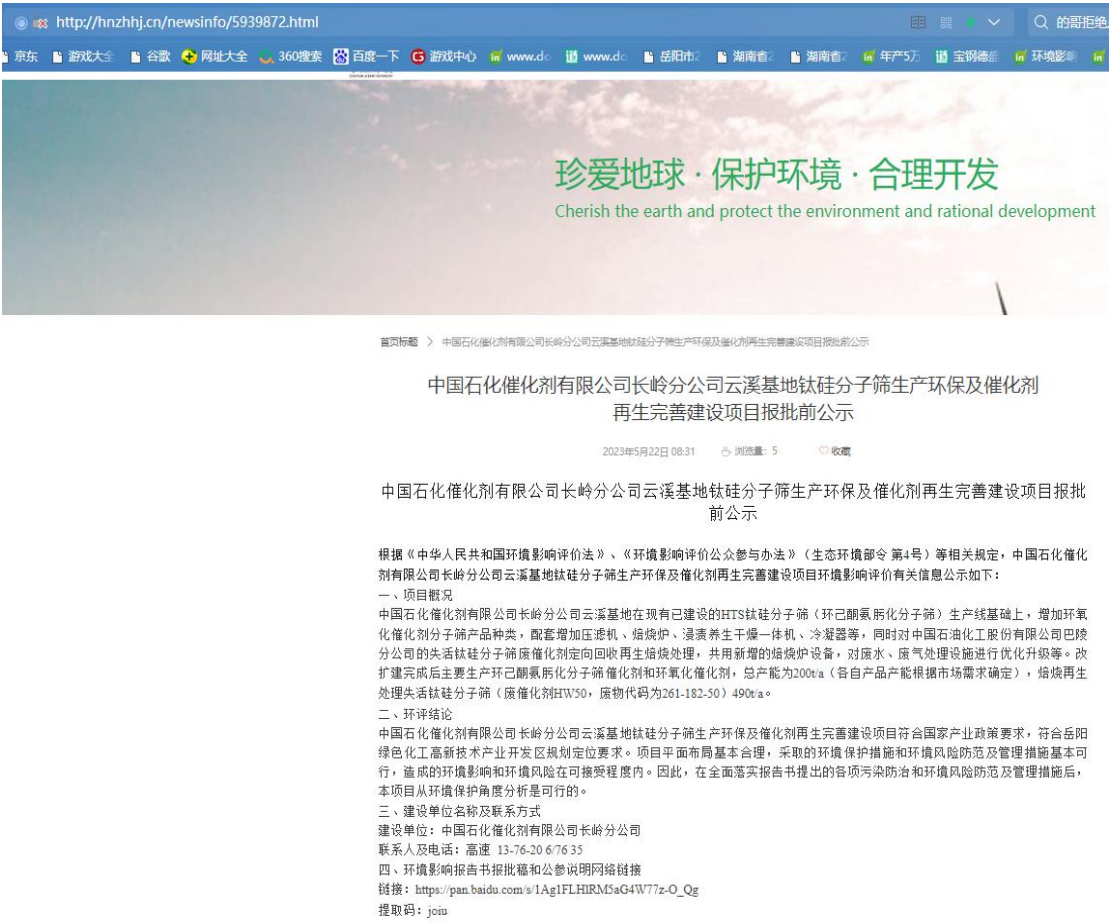 http://hnzhhj.cn/newsinfo/5939872.html
的哥拒绝
京东 游戏大全 谷歌 网址大全 360搜索 百度一下 游戏中心 www.do www.do 岳阳市2 湖南省2 湖南省2 年产5万 宝钢德盛 环境影响
珍爱地球 · 保护环境 · 合理开发
Cherish the earth and protect the environment and rational development
首页标题 > 中国石化催化剂有限公司长岭分公司云溪基地钛硅分子筛生产环保及催化剂再生完善建设项目报批前公示
中国石化催化剂有限公司长岭分公司云溪基地钛硅分子筛生产环保及催化剂
再生完善建设项目报批前公示
2023年5月22日 08:31 浏览量: 5 收藏
中国石化催化剂有限公司长岭分公司云溪基地钛硅分子筛生产环保及催化剂再生完善建设项目报批
前公示
根据《中华人民共和国环境影响评价法》、《环境影响评价公众参与办法》（生态环境部令 第4号）等相关规定，中国石化催化
剂有限公司长岭分公司云溪基地钛硅分子筛生产环保及催化剂再生完善建设项目环境影响评价有关信息公示如下：
一、项目概况
中国石化催化剂有限公司长岭分公司云溪基地在现有已建设的HTS钛硅分子筛（环己酮氨肟化分子筛）生产线基础上，增加环氧
化催化剂分子筛产品种类，配套增加压滤机、焙烧炉、浸渍养生干燥一体机、冷凝器等，同时对中国石油化工股份有限公司巴陵
分公司的失活钛硅分子筛废催化剂定向回收再生焙烧处理，共用新增的焙烧炉设备，对废水、废气处理设施进行优化升级等。改
扩建完成后主要生产环己酮氨肟化分子筛催化剂和环氧化催化剂，总产能为200t/a（各自产品产能根据市场需求确定），焙烧再生
处理失活钛硅分子筛（废催化剂HW50，废物代码为261-182-50）490t/a。
二、环评结论
中国石化催化剂有限公司长岭分公司云溪基地钛硅分子筛生产环保及催化剂再生完善建设项目符合国家产业政策要求，符合岳阳
绿色化工高新技术产业开发区规划定位要求。项目平面布局基本合理，采取的环境保护措施和环境风险防范及管理措施基本可
行，造成的环境影响和环境风险在可接受程度内。因此，在全面落实报告书提出的各项污染防治和环境风险防范及管理措施后，
本项目从环境保护角度分析是可行的。
三、建设单位名称及联系方式
建设单位：中国石化催化剂有限公司长岭分公司
联系人及电话：高速 13-76-20 6/76 35
四、环境影响报告书报批稿和公参说明网络链接
链接：https://pan.baidu.com/s/1Ag1FLHlRM5aG4W77z-O_Qg
提取码：joiu